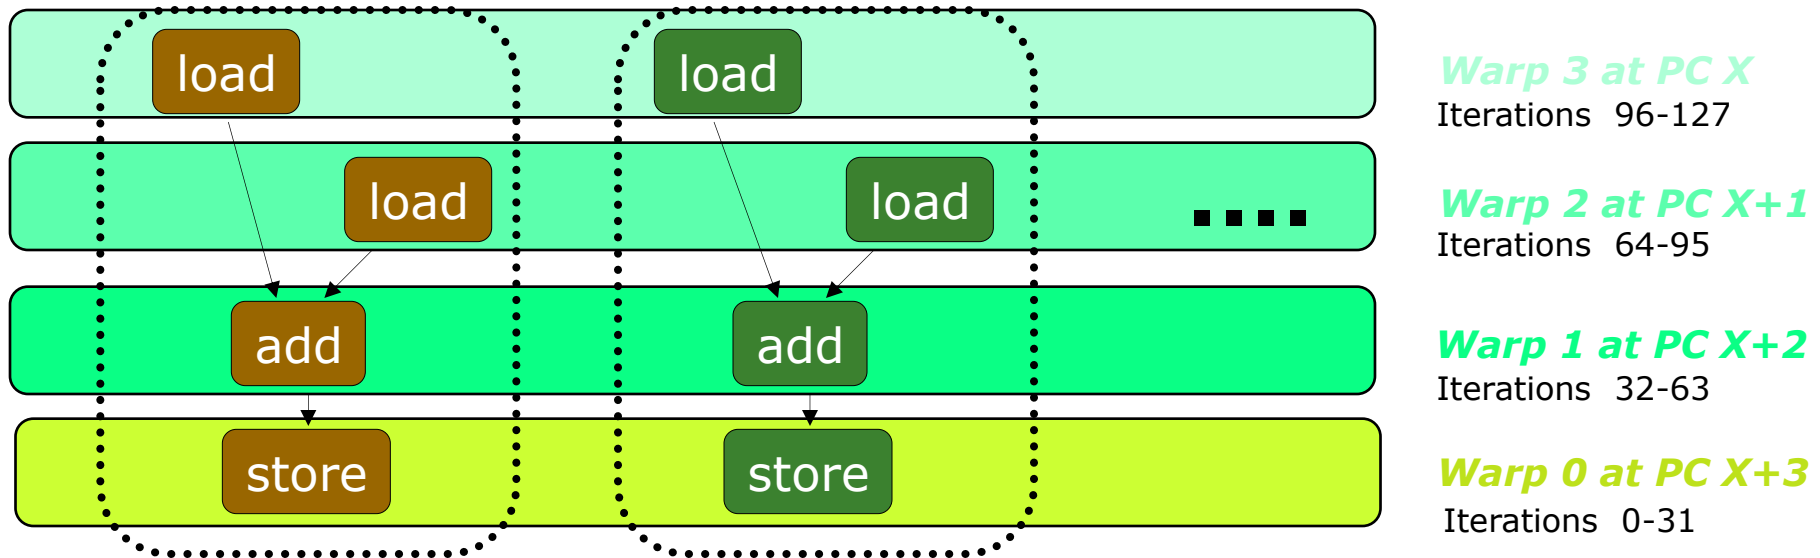 load load
Warp 3 at PC X
Iterations 96-127
load load
Warp 2 at PC X+1
Iterations 64-95
add add
Warp 1 at PC X+2
Iterations 32-63
store store
Warp 0 at PC X+3
Iterations 0-31